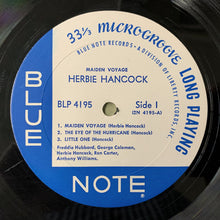 33⅓ MICROGROOVE LONG PLAYING
BLUE NOTE RECORDS • A DIVISION OF LIBERTY RECORDS, INC.
MAIDEN VOYAGE
HERBIE HANCOCK
BLP 4195
Side 1
(BN 4195-A)
1. MAIDEN VOYAGE (Herbie Hancock)
2. THE EYE OF THE HURRICANE (Hancock)
3. LITTLE ONE (Hancock)
Freddie Hubbard, George Coleman,
Herbie Hancock, Ron Carter,
Anthony Williams.
BLUE
NOTE®